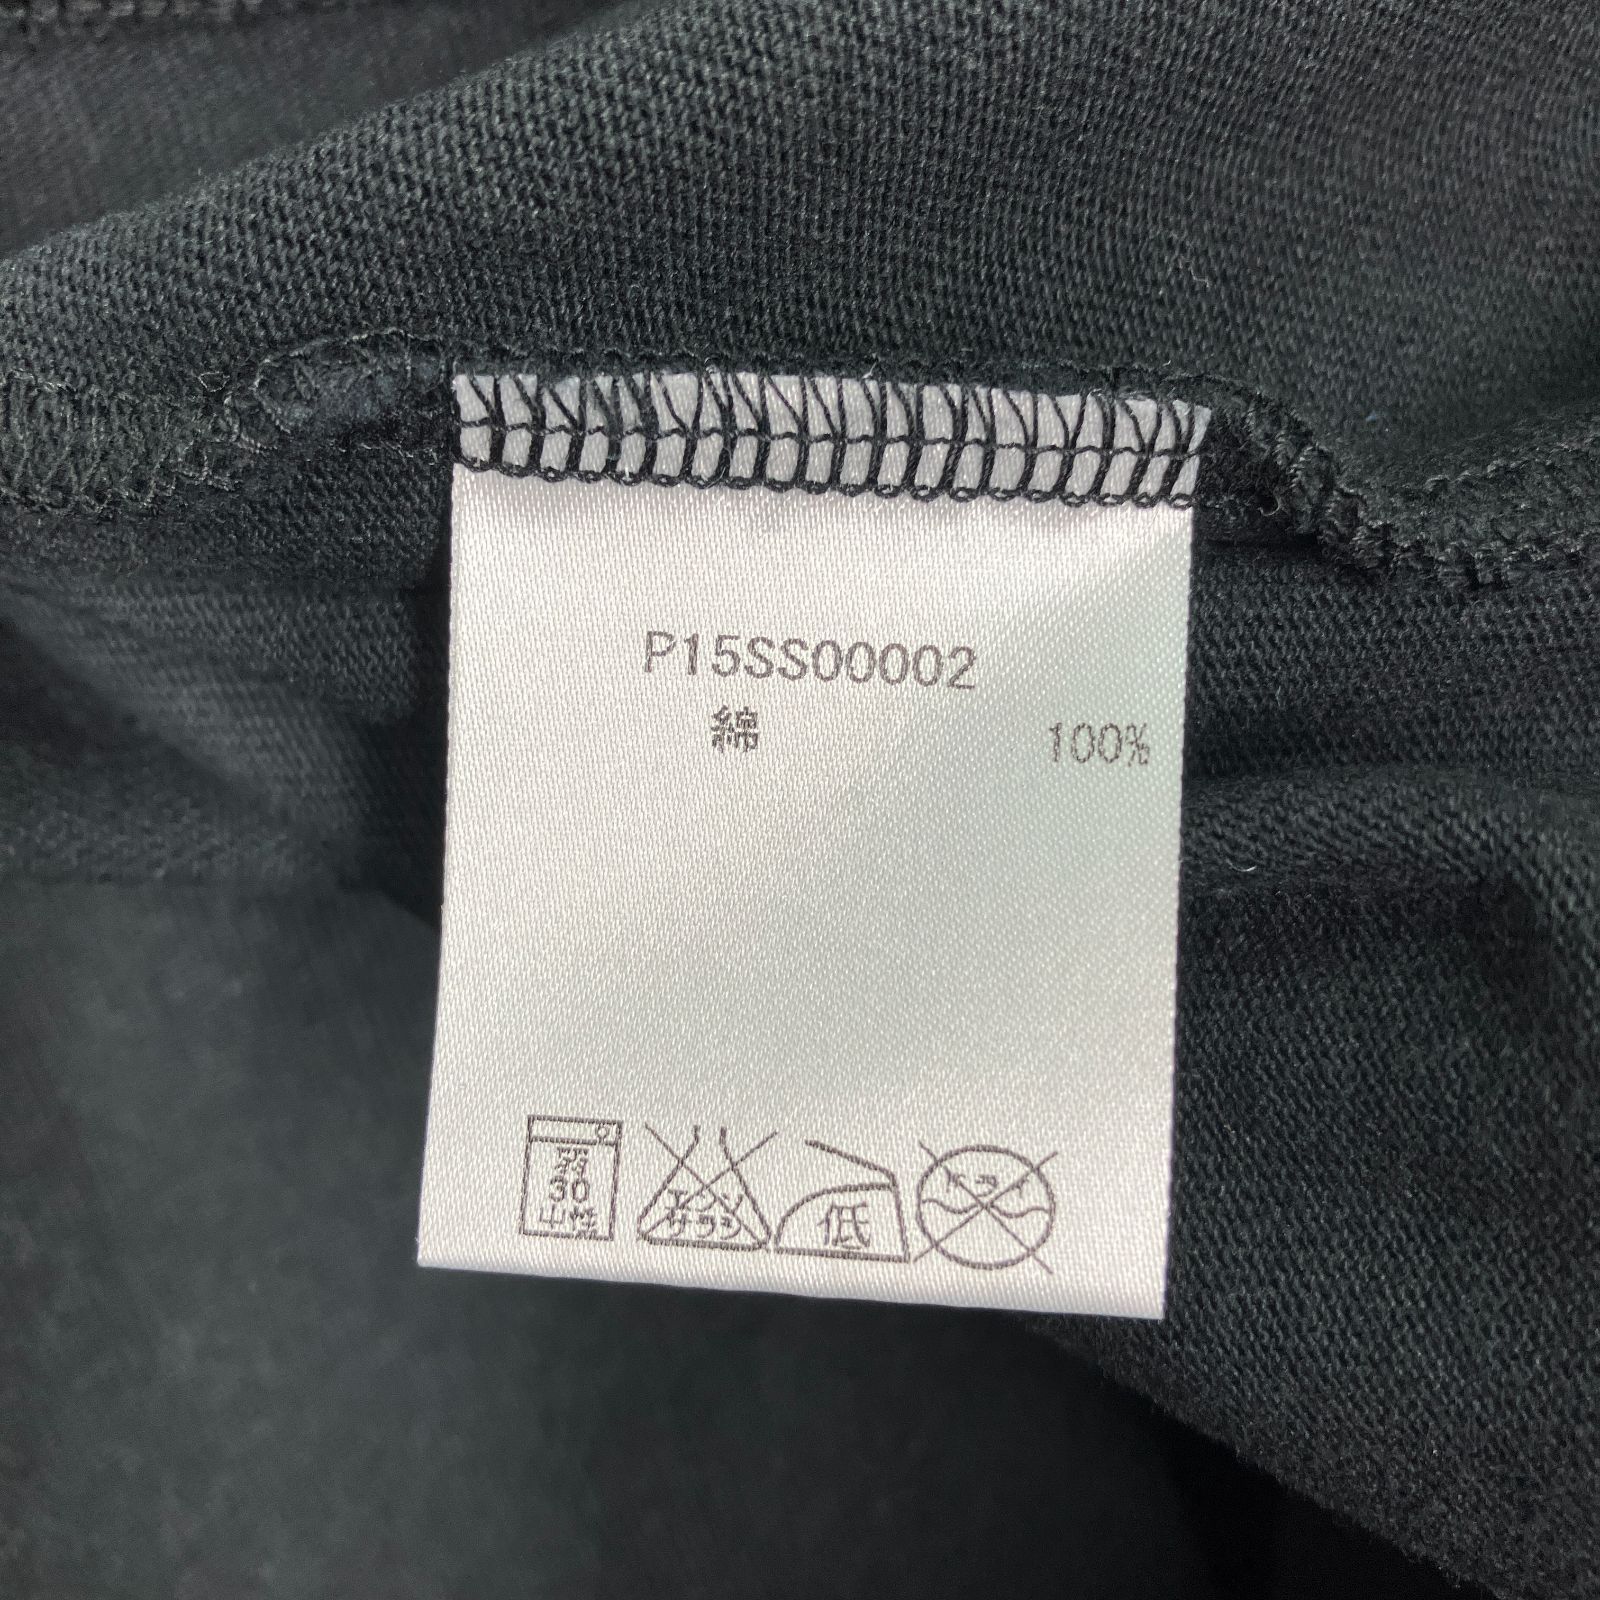 P15SS00002
綿 100%
弱 30 中性 エンソ サラシ 低 ドライ